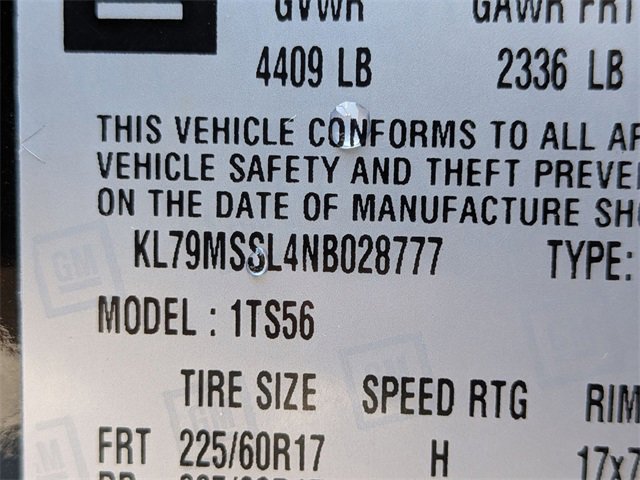 GVWR GAWR FRT
4409 LB 2336 LB
THIS VEHICLE CONFORMS TO ALL AP
VEHICLE SAFETY AND THEFT PREVE
ON THE DATE OF MANUFACTURE SH
KL79MSSL4NB028777 TYPE:
MODEL : 1TS56
TIRE SIZE SPEED RTG RIM
FRT 225/60R17 H 17x7
GM